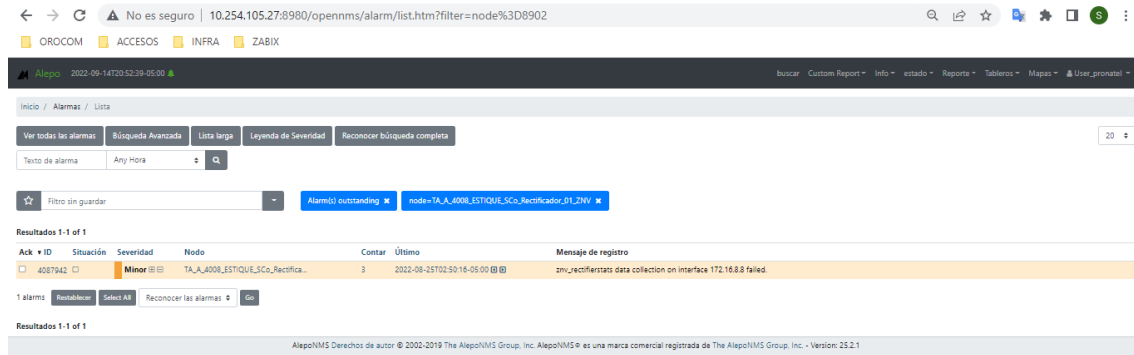 No es seguro | 10.254.105.27:8980/opennms/alarm/list.htm?filter=node%3D8902
S
OROCOM ACCESOS INFRA ZABIX
Alepo 2022-09-14T20:52:39-05:00 buscar Custom Report Info estado Reporte Tableros Mapas User_pronatel
Inicio / Alarmas / Lista
Ver todas las alarmas Búsqueda Avanzada Lista larga Leyenda de Severidad Reconocer búsqueda completa 20
Texto de alarma Any Hora
Filtro sin guardar Alarm(s) outstanding node=TA_A_4008_ESTIQUE_SCo_Rectificador_01_ZNV
Resultados 1-1 of 1
Ack ID Situación Severidad Nodo Contar Último Mensaje de registro
4087942 Minor TA_A_4008_ESTIQUE_SCo_Rectifica... 3 2022-08-25T02:50:16-05:00 znv_rectifierstats data collection on interface 172.16.8.8 failed.
1 alarms Restablecer Select All Reconocer las alarmas Go
Resultados 1-1 of 1
AlepoNMS Derechos de autor © 2002-2019 The AlepoNMS Group, Inc. AlepoNMS® es una marca comercial registrada de The AlepoNMS Group, Inc. - Version: 25.2.1